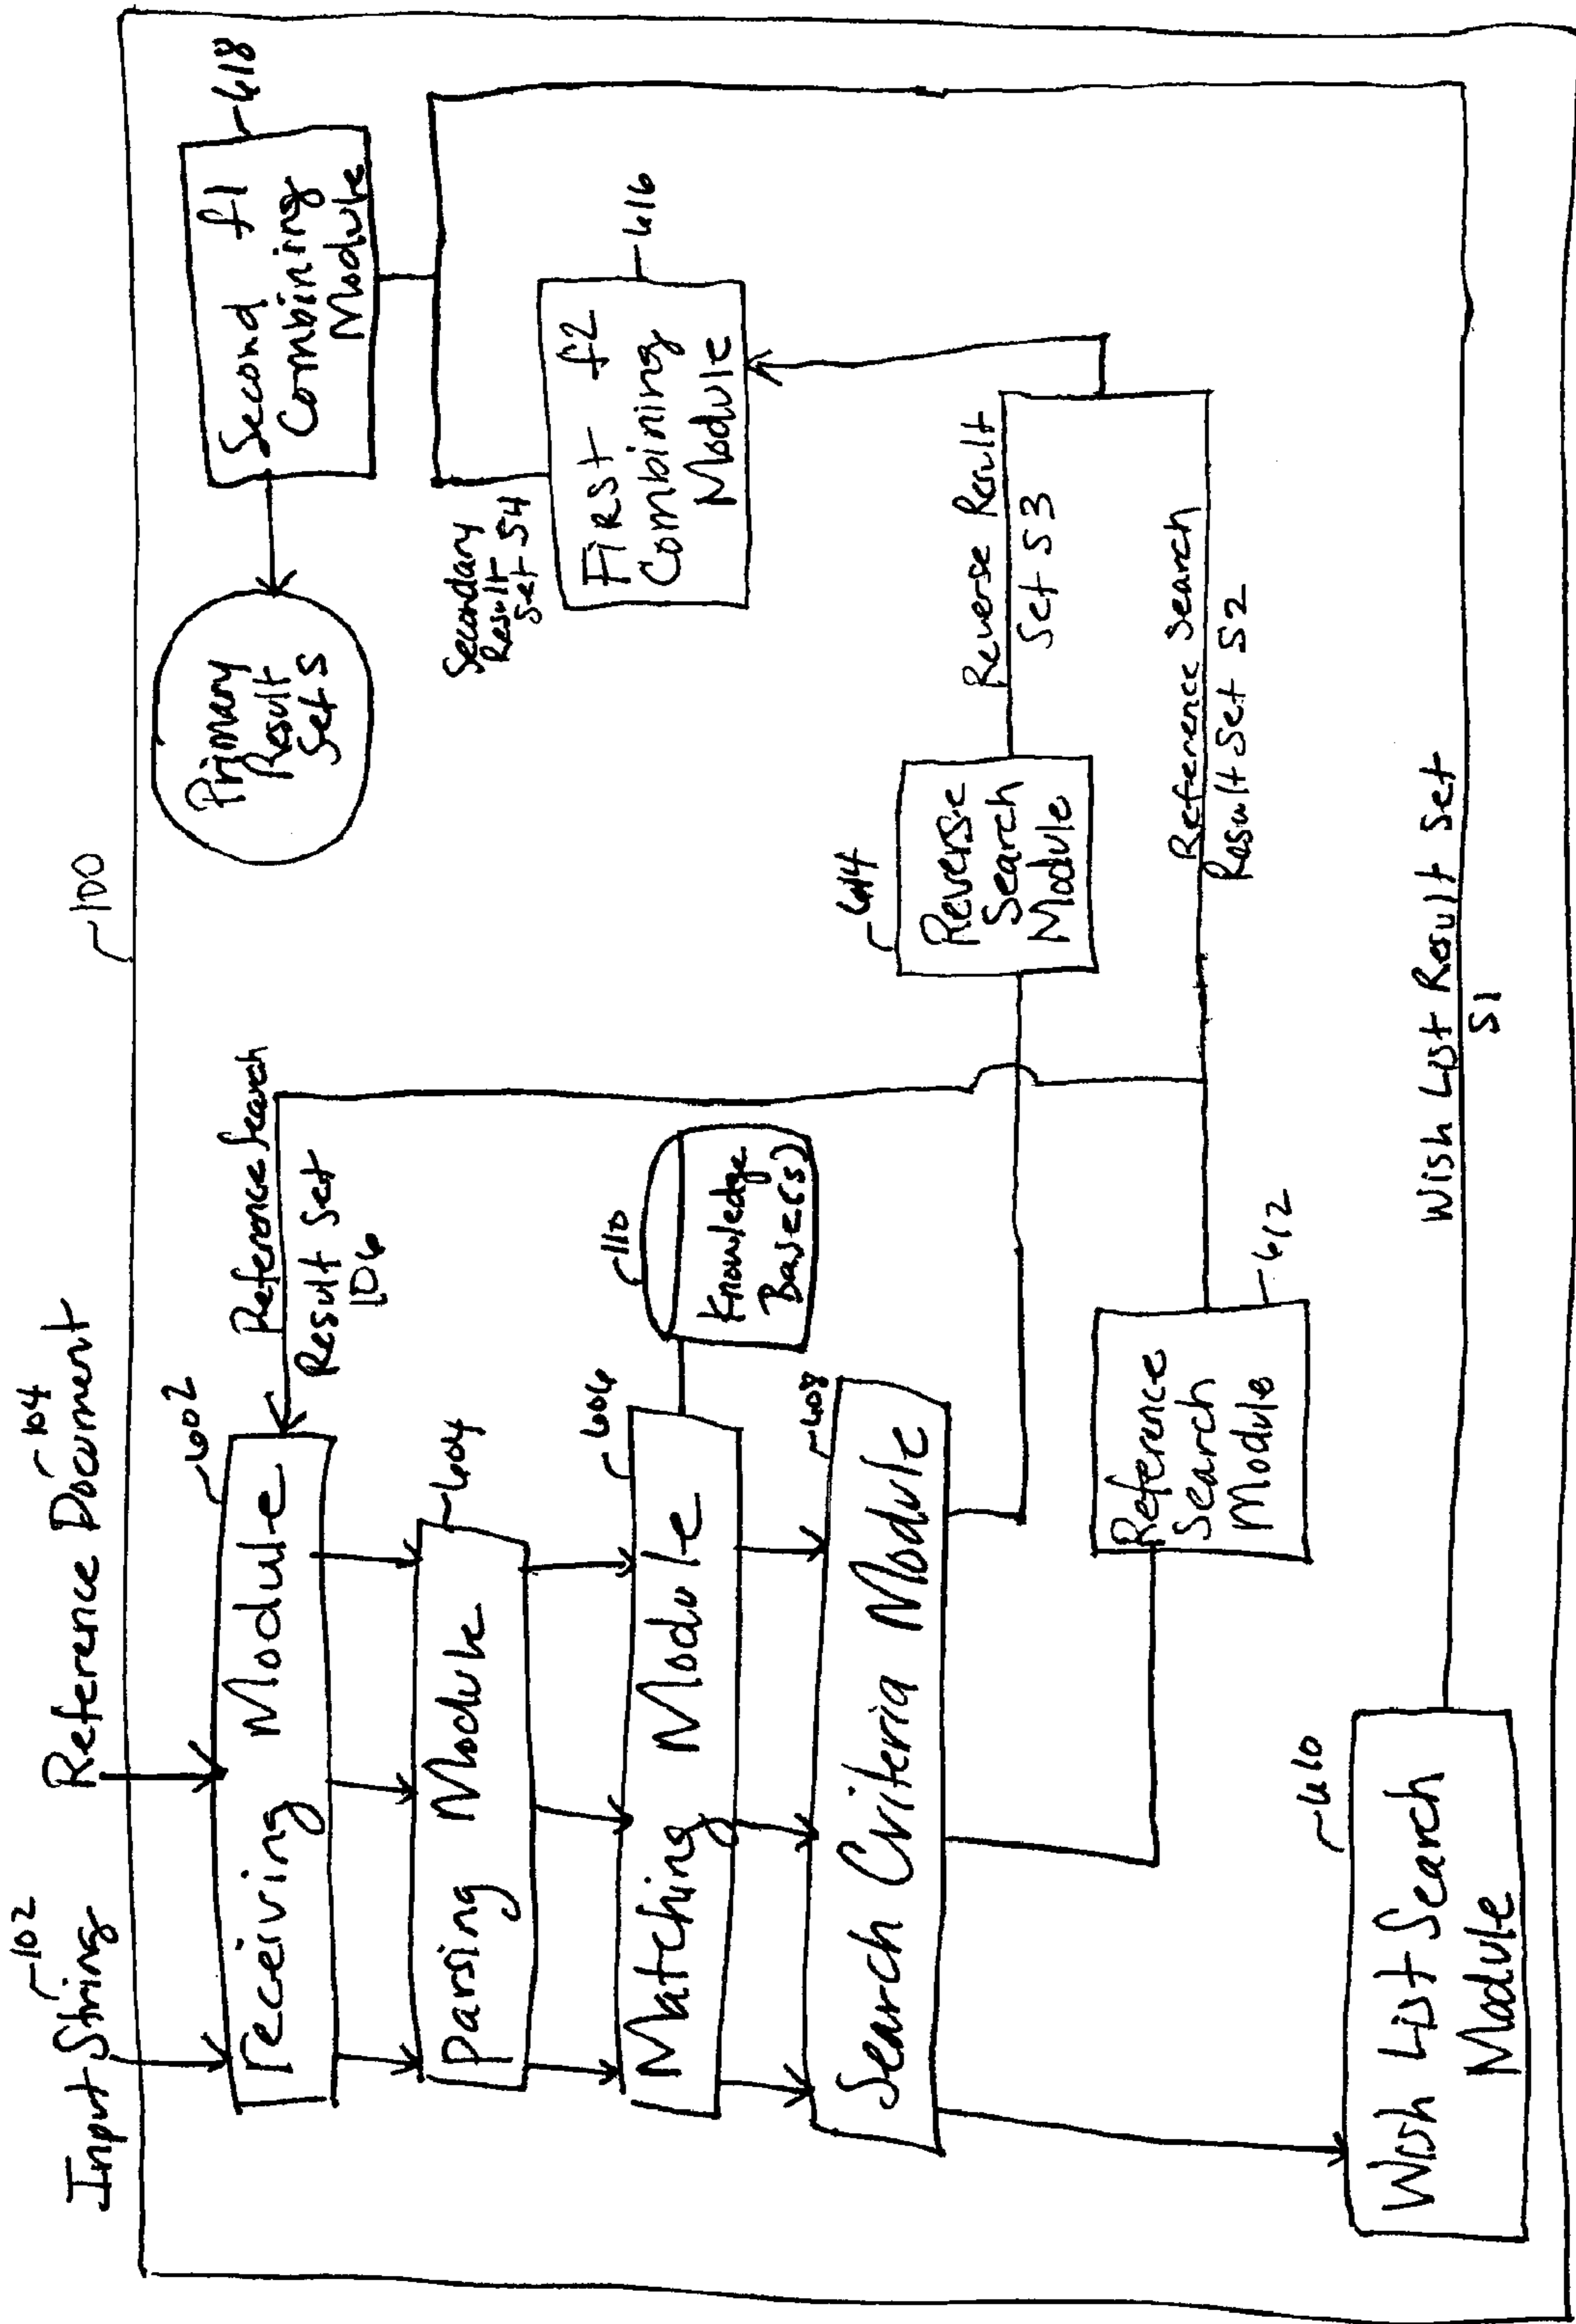 Input String
102
Reference Document
104
100
receiving Module
602
Reference Search
Result Set
106
Parsing Module
604
Matching Module
606
110
Knowledge
Base(s)
Search Criteria Module
608
Wish List Search
Module
610
Reference
Search
Module
612
Reverse
Search
Module
614
Reverse Result
Set S3
Reference Search
Result Set S2
Wish List Result Set
S1
First f2
Combining
Module
616
Secondary
Result
Set S4
Second f1
Combining
Module
618
Primary
Result
Set S